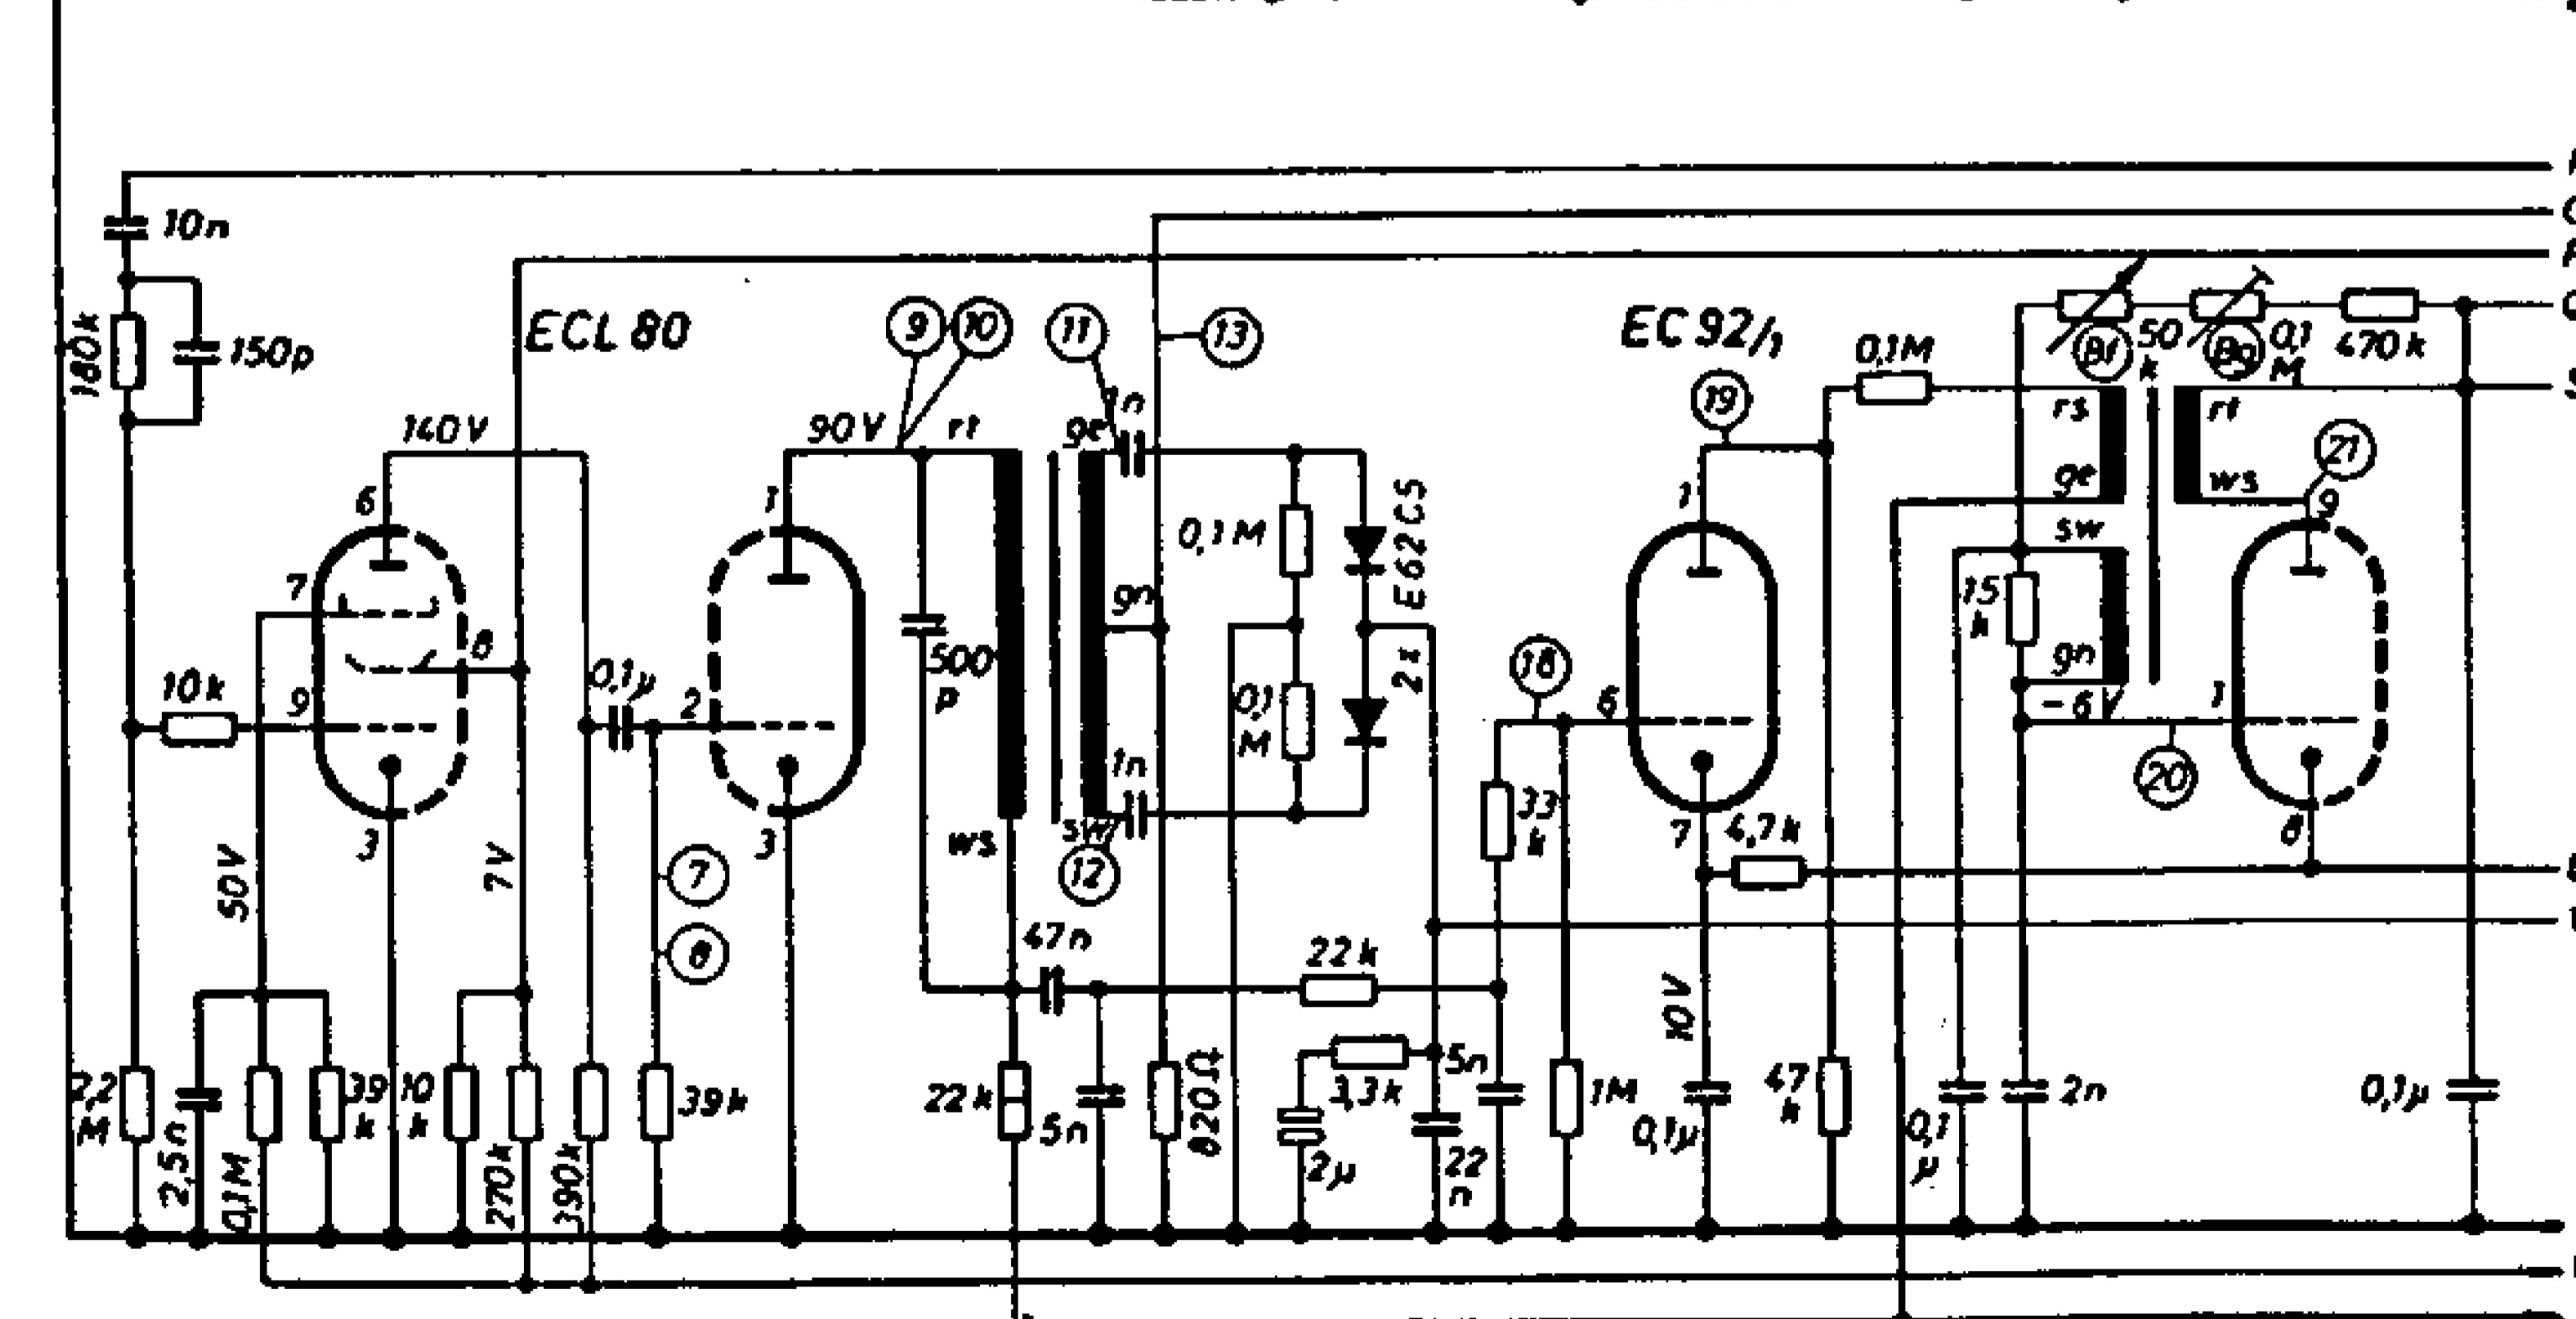 10n
180k
150p
ECL 80
9
10
11
13
EC 92/1
0,1M
Bf
50
k
Bg
0,1
M
470k
140V
90V
rt
1n
ge
19
rs
rt
ge
ws
21
6
1
1
9
sw
7
0,1M
2x E62C5
gn
15
k
8
500
p
gn
10k
9
0,1µ
2
0,1
M
18
6
-6V
1
1n
20
3
3
ws
sw
12
33
k
7
4,7k
8
50V
7V
7
8
47n
22k
10V
2,2
M
2,5n
0,1M
39
k
10
k
270k
390k
39k
22k
5n
820Ω
3,3k
2µ
5n
22
n
1M
0,1µ
47
k
0,1
µ
2n
0,1µ